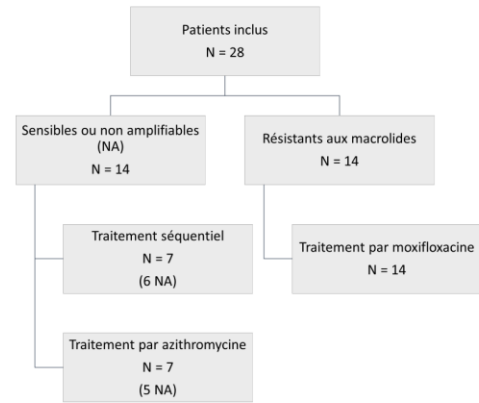 Patients inclus
N = 28
Sensibles ou non amplifiables
(NA)
N = 14
Résistants aux macrolides
N = 14
Traitement séquentiel
N = 7
(6 NA)
Traitement par moxifloxacine
N = 14
Traitement par azithromycine
N = 7
(5 NA)